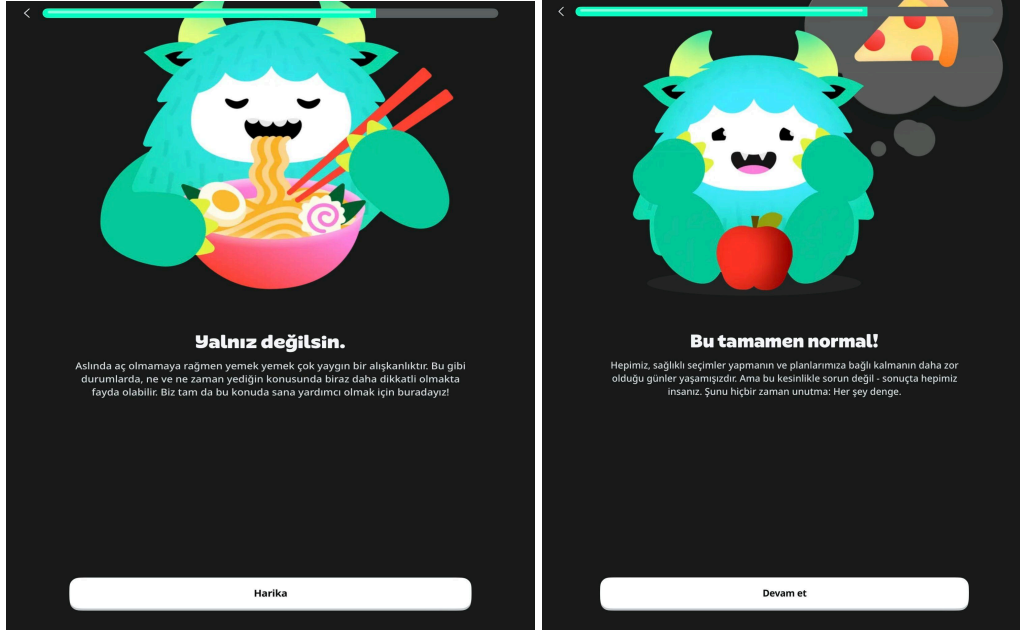 Yalnız değilsin.
Aslında aç olmamaya rağmen yemek yemek çok yaygın bir alışkanlıktır. Bu gibi
durumlarda, ne ve ne zaman yediğin konusunda biraz daha dikkatli olmakta
fayda olabilir. Biz tam da bu konuda sana yardımcı olmak için buradayız!
Harika
Bu tamamen normal!
Hepimiz, sağlıklı seçimler yapmanın ve planlarımıza bağlı kalmanın daha zor
olduğu günler yaşamışızdır. Ama bu kesinlikle sorun değil - sonuçta hepimiz
insanız. Şunu hiçbir zaman unutma: Her şey denge.
Devam et